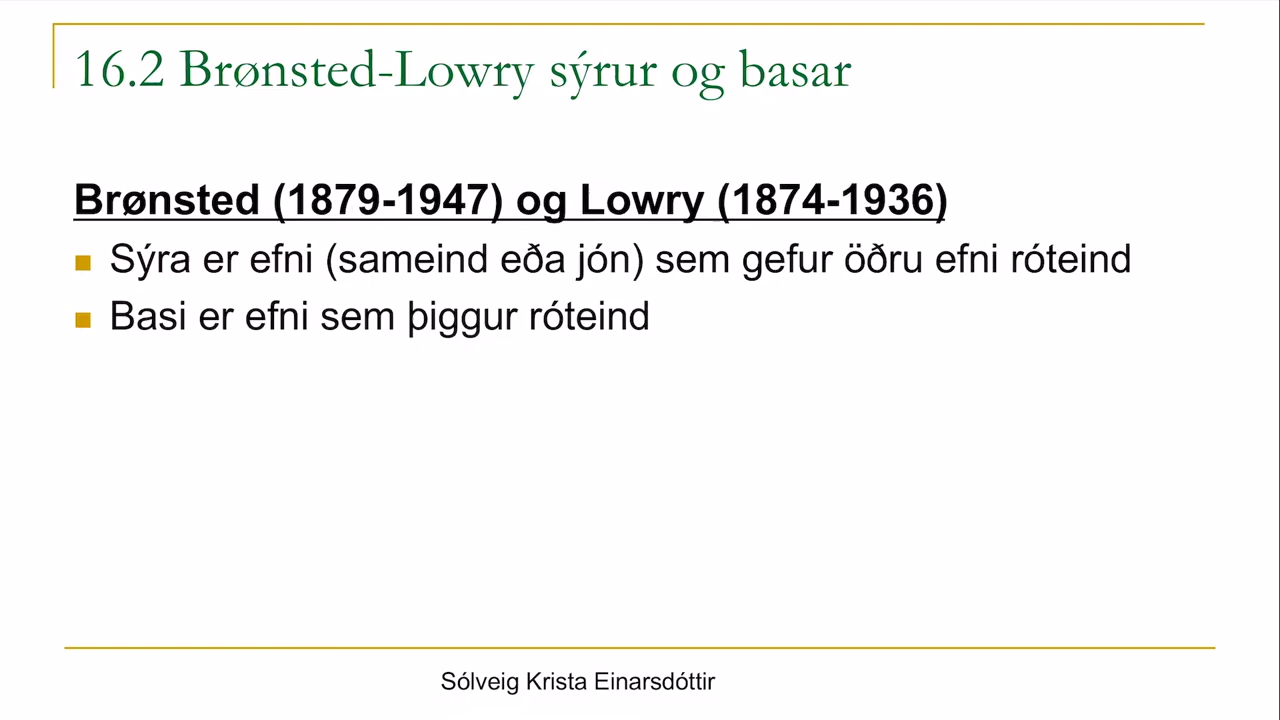 16.2 Brønsted-Lowry sýrur og basar
Brønsted (1879-1947) og Lowry (1874-1936)
Sýra er efni (sameind eða jón) sem gefur öðru efni róteind
Basi er efni sem þiggur róteind
Sólveig Krista Einarsdóttir